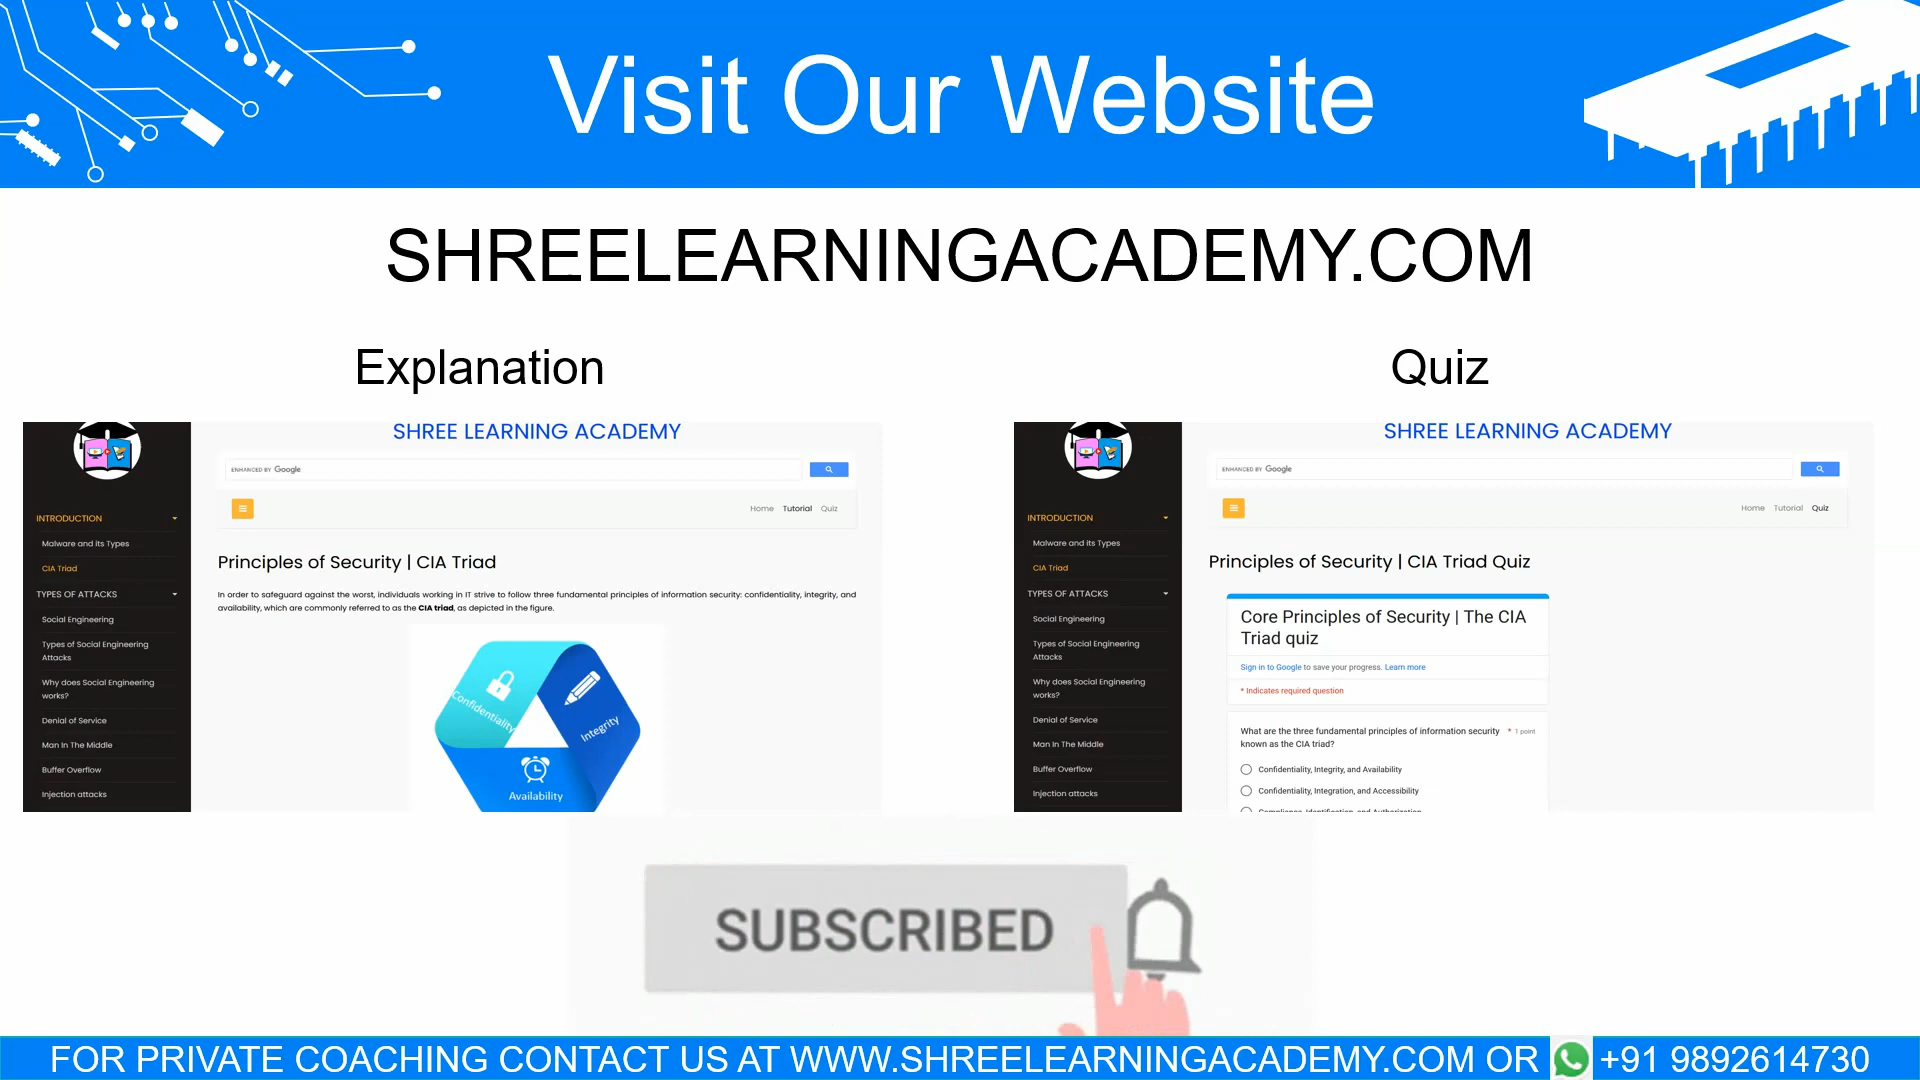 Visit Our Website
SHREELEARNINGACADEMY.COM
Explanation
SHREE LEARNING ACADEMY
ENHANCED BY Google
Home Tutorial Quiz
INTRODUCTION
Malware and its Types
CIA Triad
TYPES OF ATTACKS
Social Engineering
Types of Social Engineering
Attacks
Why does Social Engineering
works?
Denial of Service
Man In The Middle
Buffer Overflow
Injection attacks
Principles of Security | CIA Triad
In order to safeguard against the worst, individuals working in IT strive to follow three fundamental principles of information security: confidentiality, integrity, and
availability, which are commonly referred to as the CIA triad, as depicted in the figure.
Confidentiality
Integrity
Availability
Quiz
SHREE LEARNING ACADEMY
ENHANCED BY Google
Home Tutorial Quiz
INTRODUCTION
Malware and its Types
CIA Triad
TYPES OF ATTACKS
Social Engineering
Types of Social Engineering
Attacks
Why does Social Engineering
works?
Denial of Service
Man In The Middle
Buffer Overflow
Injection attacks
Principles of Security | CIA Triad Quiz
Core Principles of Security | The CIA
Triad quiz
Sign in to Google to save your progress. Learn more
* Indicates required question
What are the three fundamental principles of information security * 1 point
known as the CIA triad?
Confidentiality, Integrity, and Availability
Confidentiality, Integration, and Accessibility
Compliance, Identification, and Authorization
SUBSCRIBED
FOR PRIVATE COACHING CONTACT US AT WWW.SHREELEARNINGACADEMY.COM OR +91 9892614730